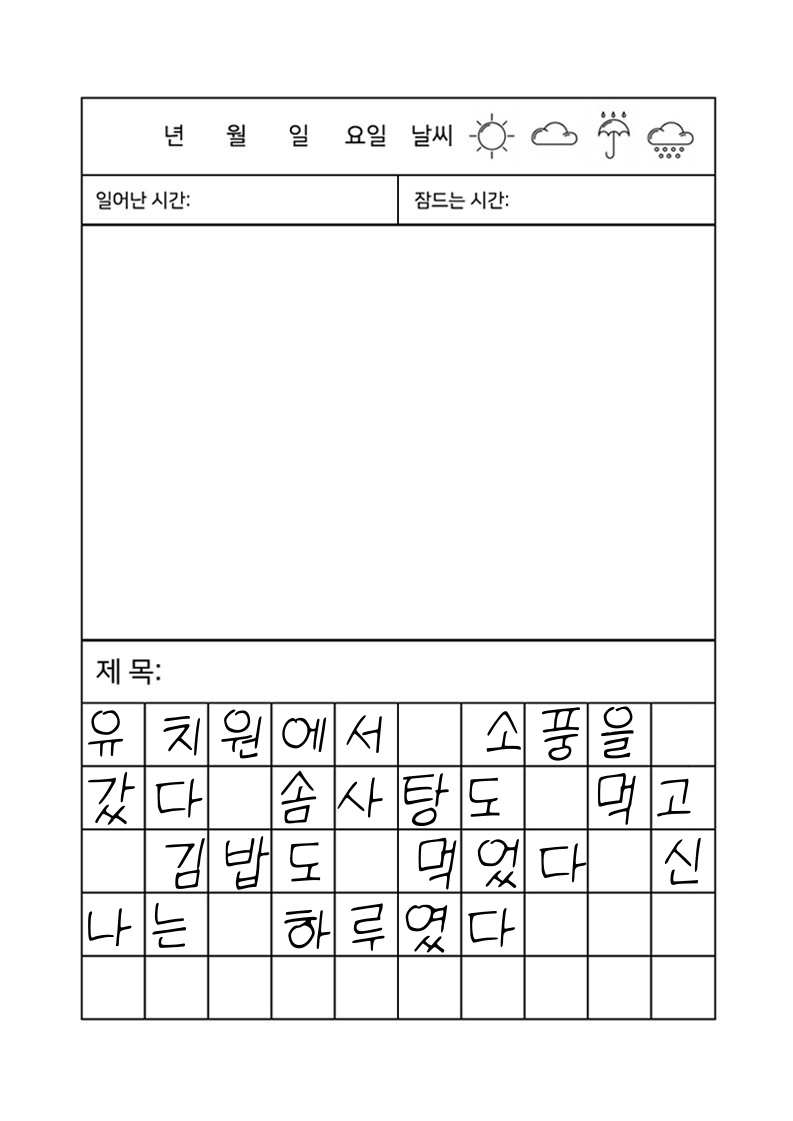 년 월 일 요일 날씨
일어난 시간: 잠드는 시간:
제 목:
유치원에서 소풍을
갔다 솜사탕도 먹고
김밥도 먹었다 신
나는 하루였다